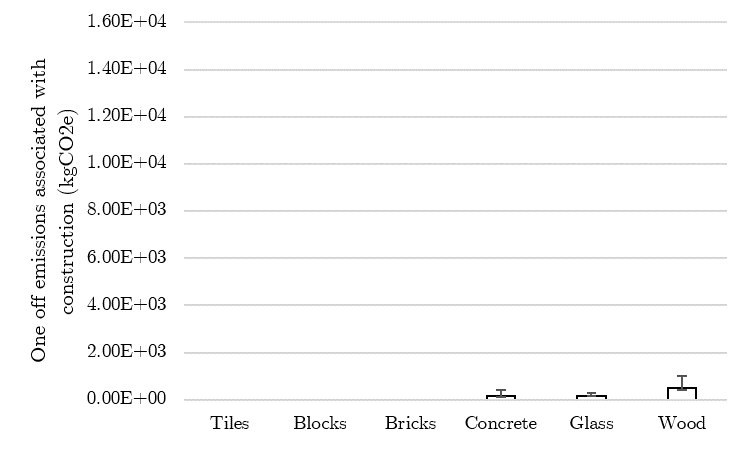 One off emissions associated with
construction (kgCO2e)
1.60E+04
1.40E+04
1.20E+04
1.00E+04
8.00E+03
6.00E+03
4.00E+03
2.00E+03
0.00E+00
Tiles Blocks Bricks Concrete Glass Wood